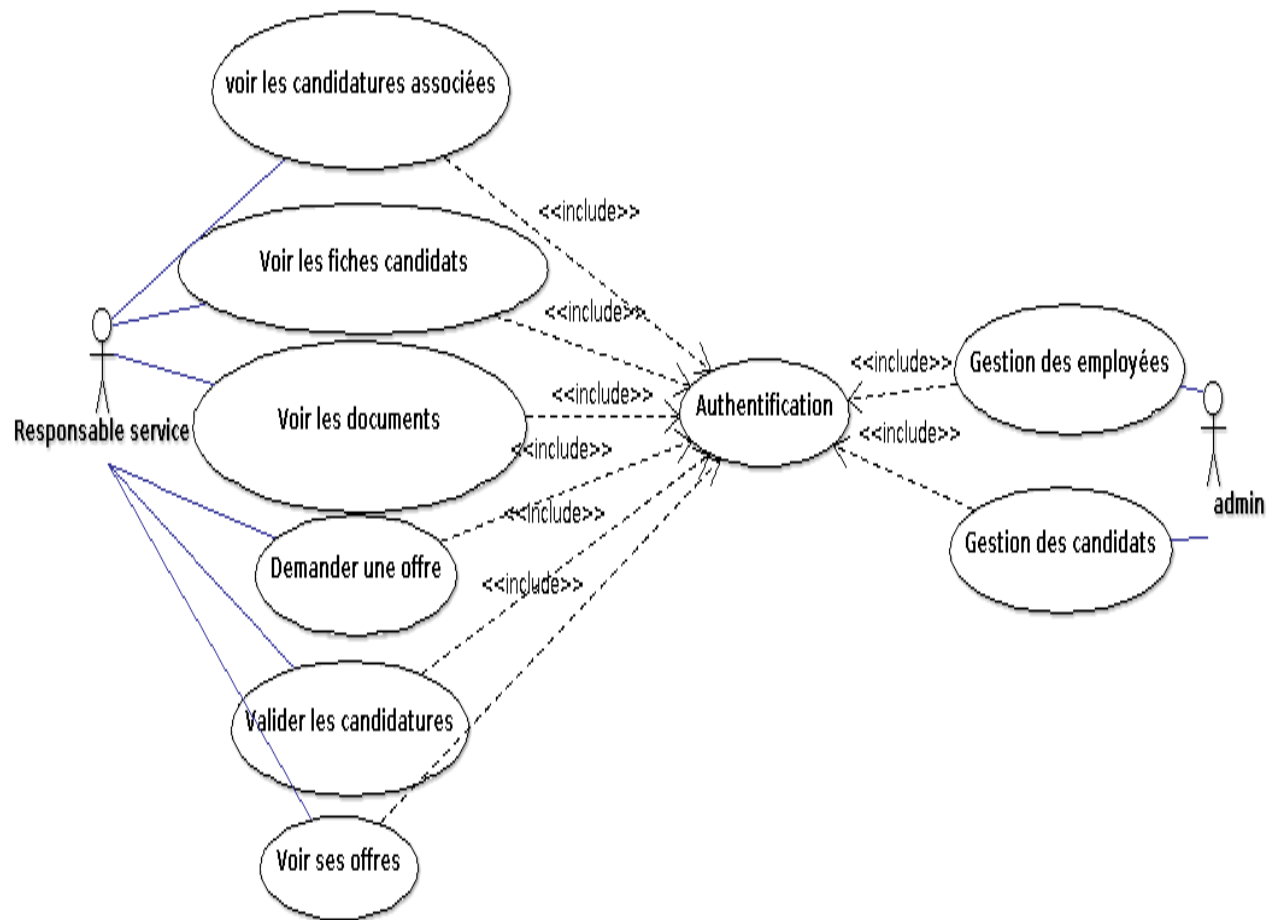 voir les candidatures associées
<<include>>
Voir les fiches candidats
<<include>>
Gestion des employées
<<include>>
<<include>>
Authentification
Voir les documents
Responsable service
<<include>>
<<include>>
admin
<<include>>
Gestion des candidats
Demander une offre
<<include>>
Valider les candidatures
Voir ses offres